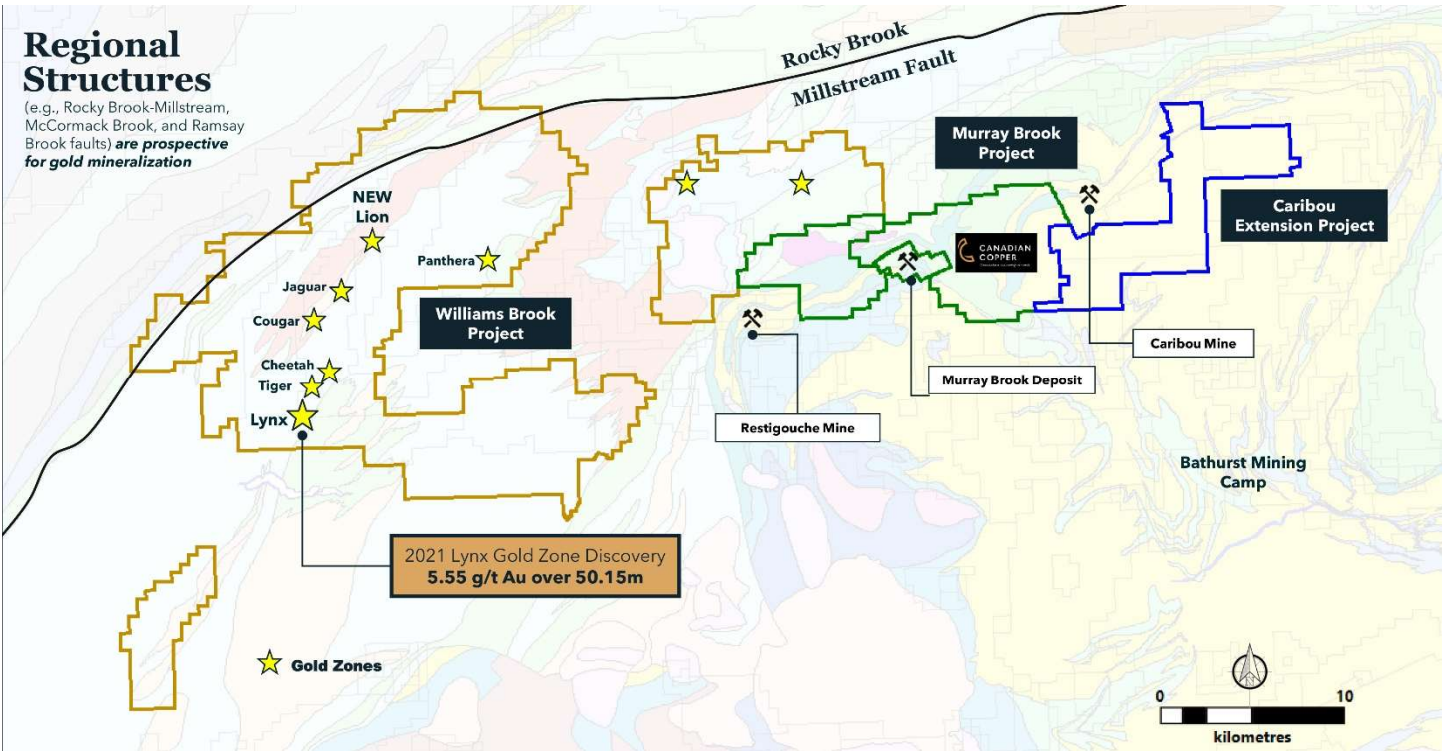 Regional
Structures
(e.g., Rocky Brook-Millstream,
McCormack Brook, and Ramsay
Brook faults) are prospective
for gold mineralization
Rocky Brook
Millstream Fault
NEW
Lion
Panthera
Jaguar
Cougar
Cheetah
Tiger
Lynx
Williams Brook
Project
Murray Brook
Project
CANADIAN
COPPER
Caribou
Extension Project
Caribou Mine
Murray Brook Deposit
Restigouche Mine
Bathurst Mining
Camp
2021 Lynx Gold Zone Discovery
5.55 g/t Au over 50.15m
Gold Zones
0 10
kilometres